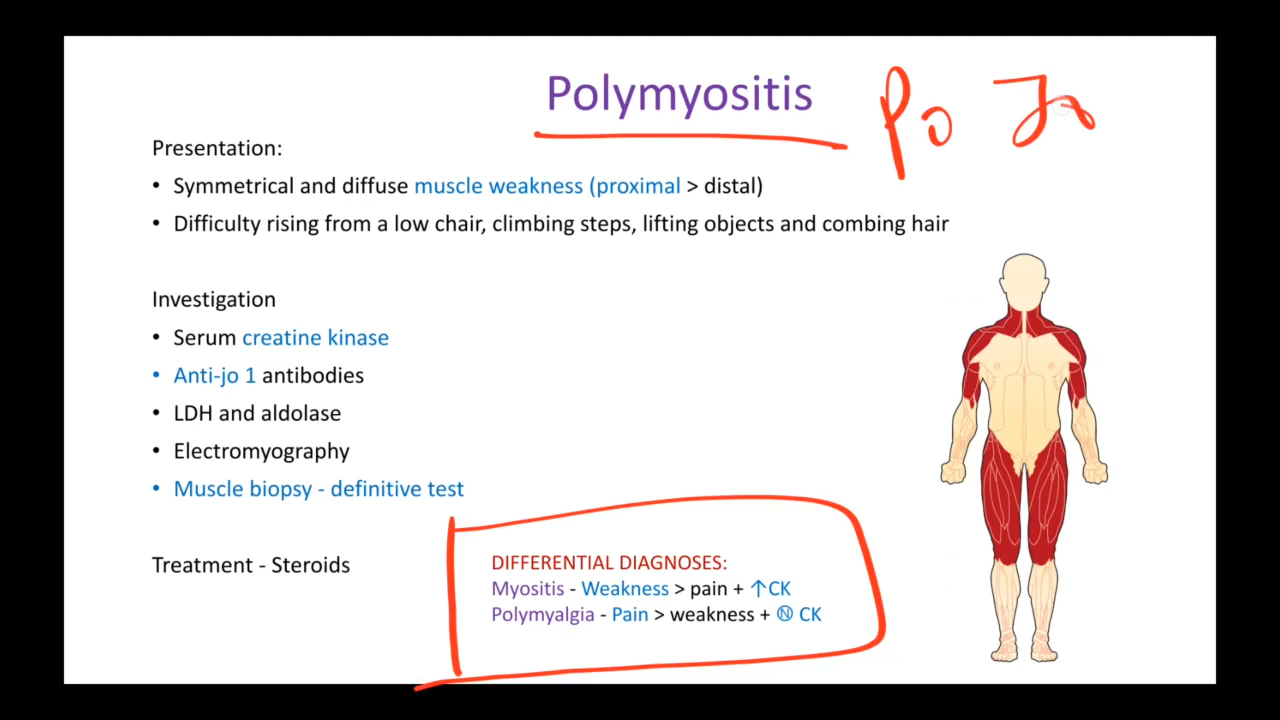 Polymyositis
Po Jo
Presentation:
• Symmetrical and diffuse muscle weakness (proximal > distal)
• Difficulty rising from a low chair, climbing steps, lifting objects and combing hair
Investigation
• Serum creatine kinase
• Anti-jo 1 antibodies
• LDH and aldolase
• Electromyography
• Muscle biopsy - definitive test
Treatment - Steroids
DIFFERENTIAL DIAGNOSES:
Myositis - Weakness > pain + ↑CK
Polymyalgia - Pain > weakness + Ⓝ CK